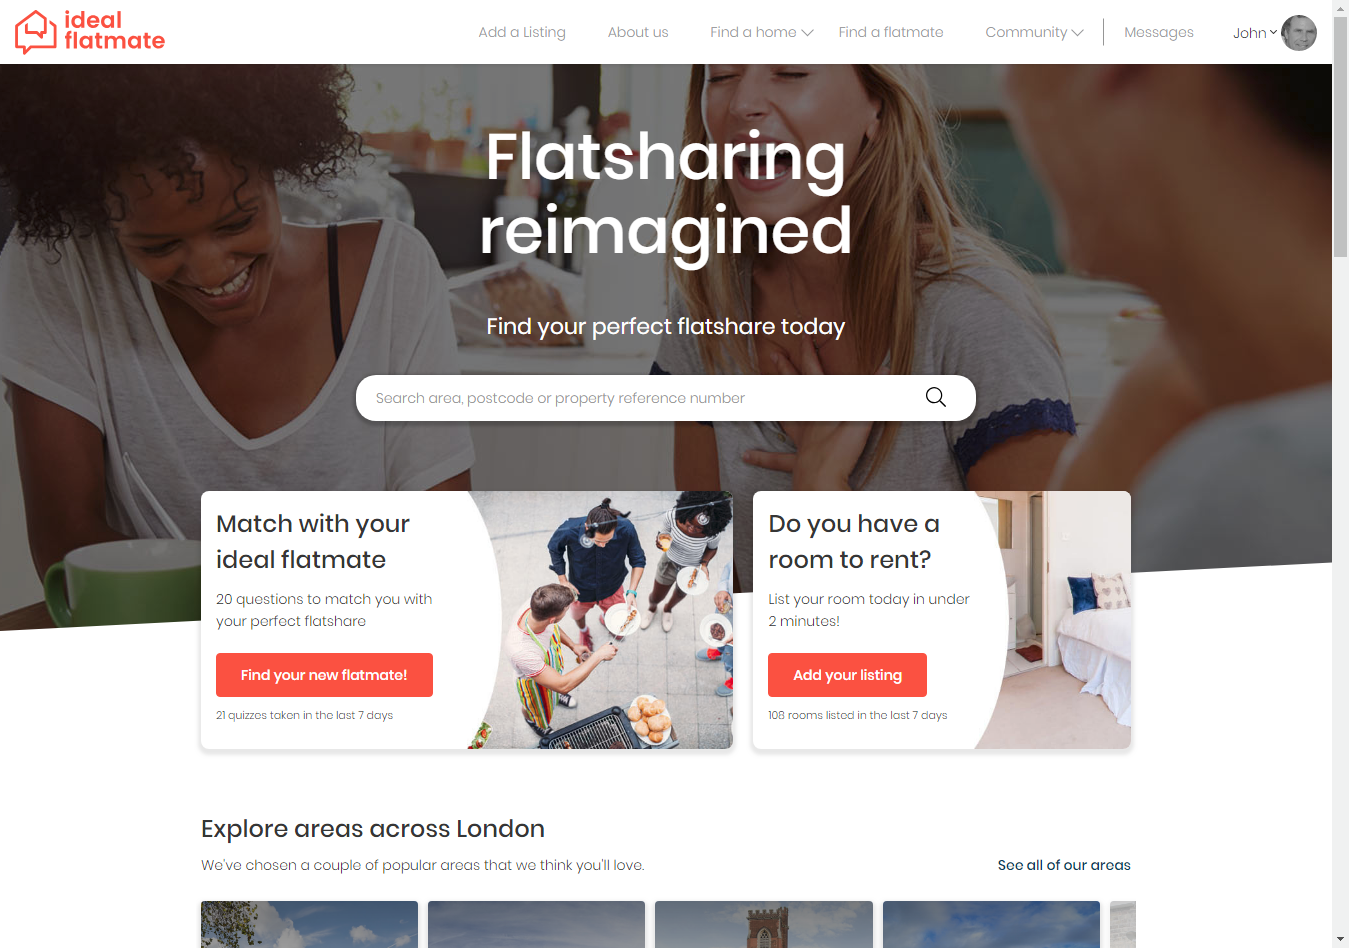 ideal
flatmate
Add a Listing
About us
Find a home
Find a flatmate
Community
Messages
John
Flatsharing
reimagined
Find your perfect flatshare today
Search area, postcode or property reference number
Match with your
ideal flatmate
20 questions to match you with
your perfect flatshare
Find your new flatmate!
21 quizzes taken in the last 7 days
Do you have a
room to rent?
List your room today in under
2 minutes!
Add your listing
108 rooms listed in the last 7 days
Explore areas across London
We've chosen a couple of popular areas that we think you'll love.
See all of our areas